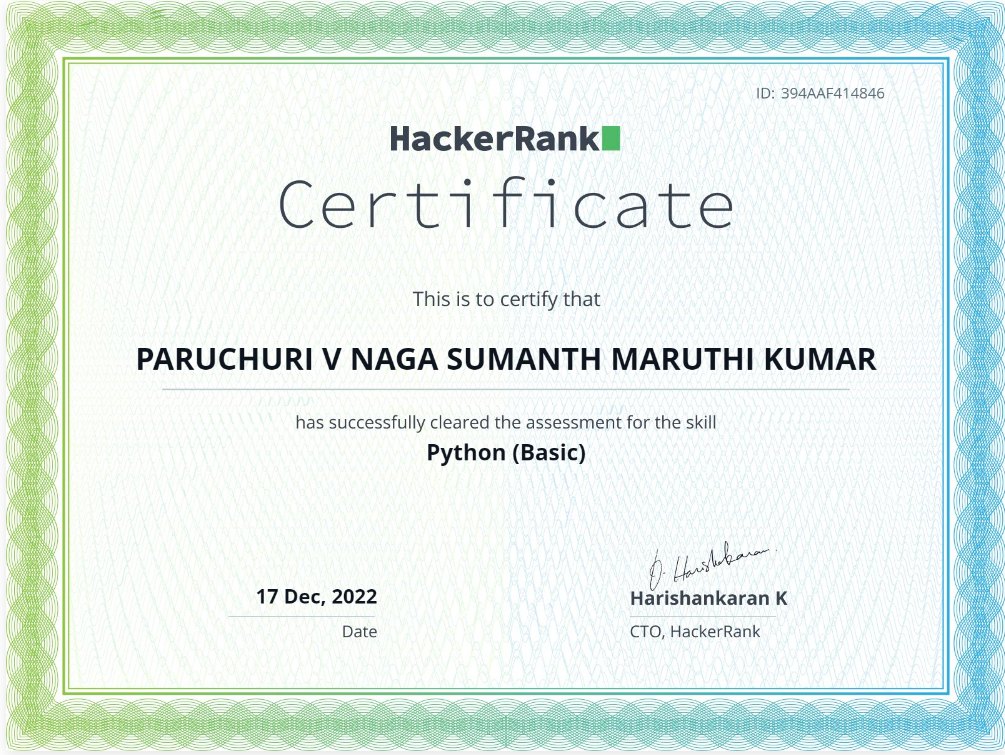 ID: 394AAF414846
HackerRank
Certificate
This is to certify that
PARUCHURI V NAGA SUMANTH MARUTHI KUMAR
has successfully cleared the assessment for the skill
Python (Basic)
O. Harishankaran.
17 Dec, 2022
Harishankaran K
Date
CTO, HackerRank